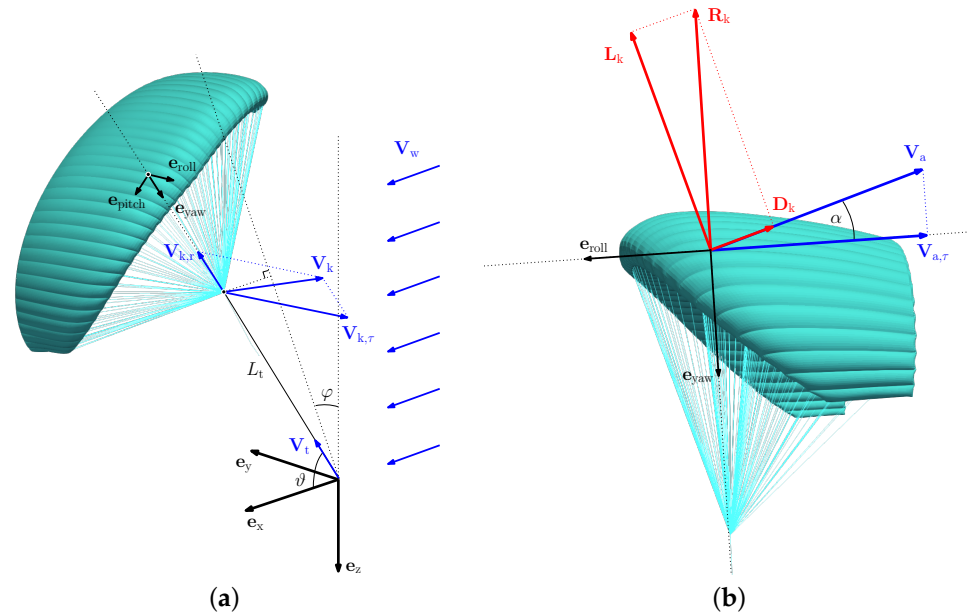 e_roll
e_pitch
e_yaw
V_k,r
V_k
V_k,τ
V_w
L_t
φ
V_t
ϑ
e_y
e_x
e_z
(a)
R_k
L_k
V_a
D_k
α
V_a,τ
e_roll
e_yaw
(b)